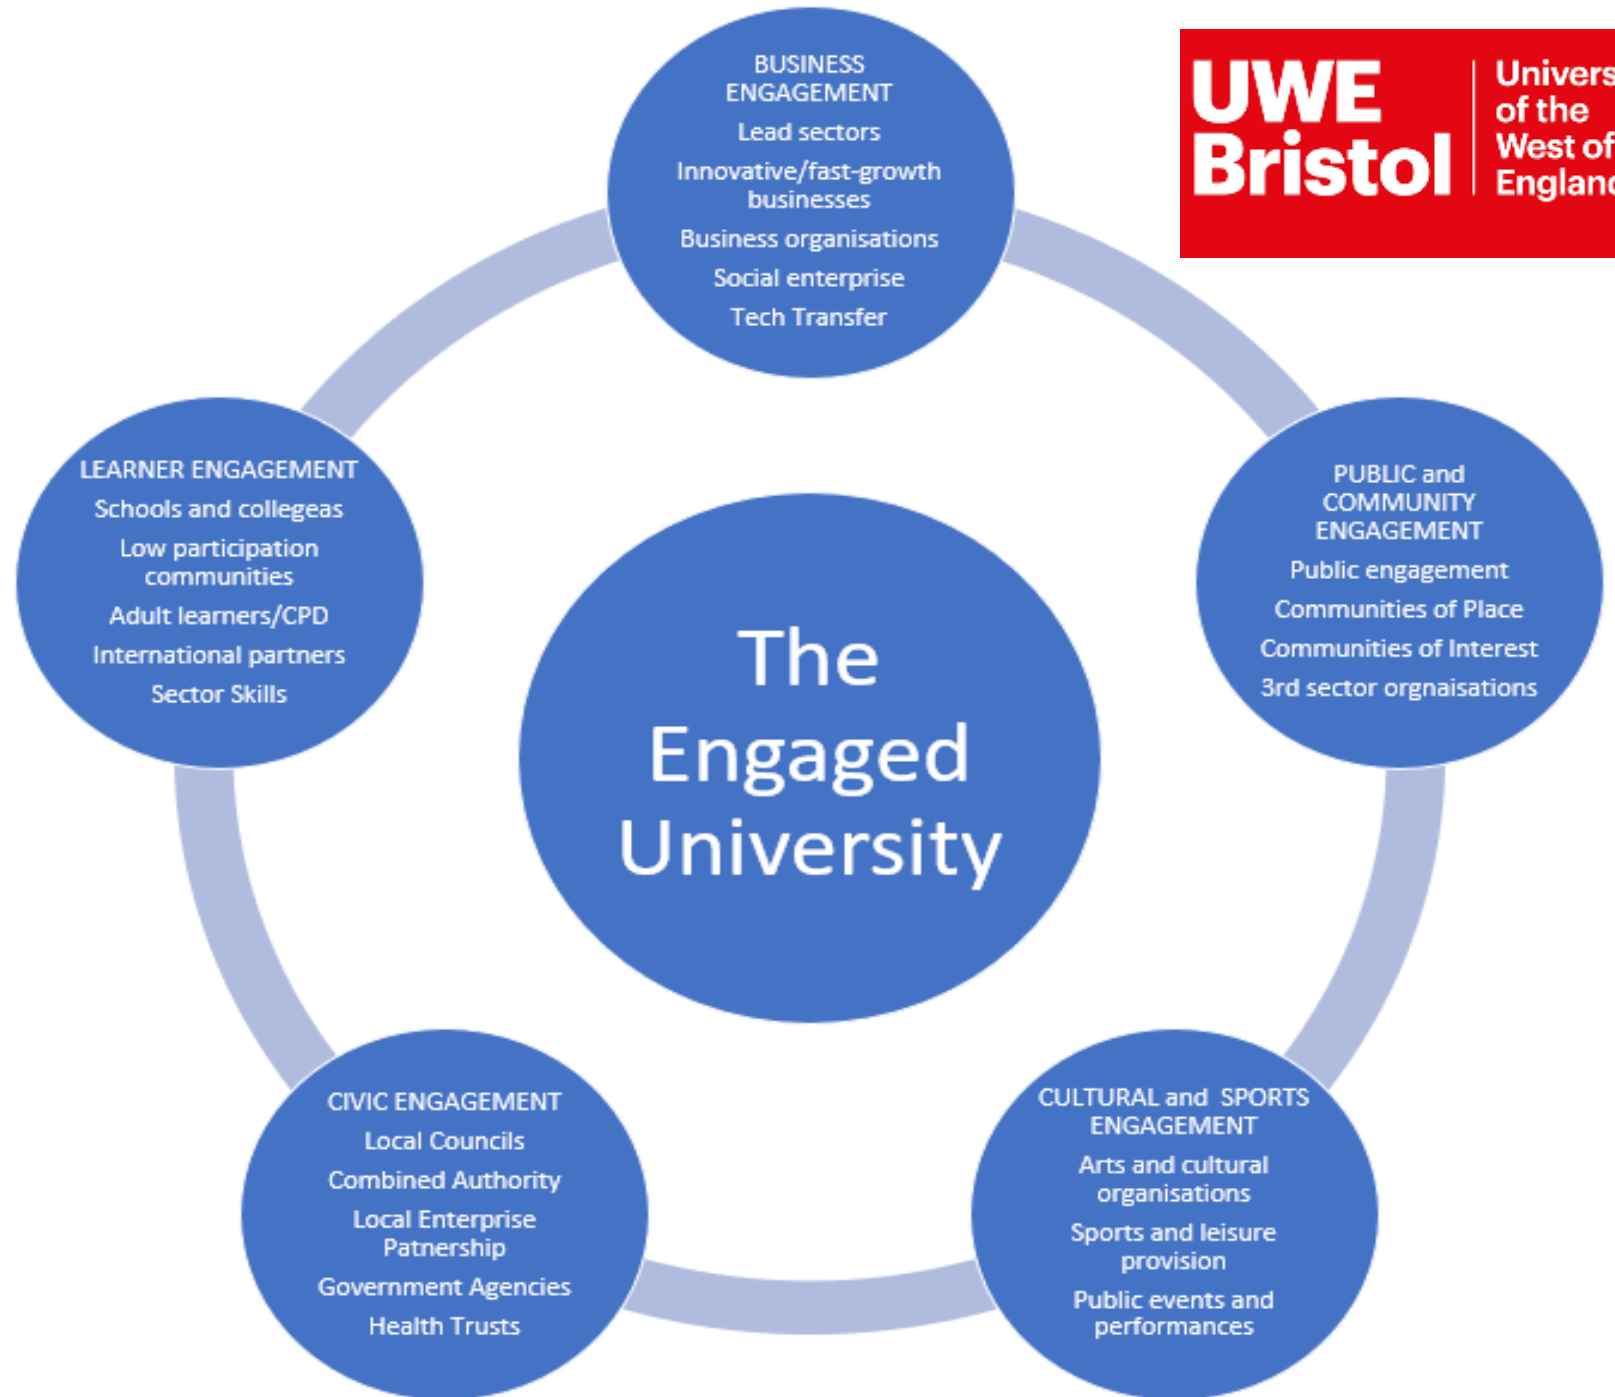 BUSINESS
ENGAGEMENT
Lead sectors
Innovative/fast-growth
businesses
Business organisations
Social enterprise
Tech Transfer
UWE
Bristol
Univers
of the
West of
England
LEARNER ENGAGEMENT
Schools and collegeas
Low participation
communities
Adult learners/CPD
International partners
Sector Skills
PUBLIC and
COMMUNITY
ENGAGEMENT
Public engagement
Communities of Place
Communities of Interest
3rd sector orgnaisations
The
Engaged
University
CIVIC ENGAGEMENT
Local Councils
Combined Authority
Local Enterprise
Patnership
Government Agencies
Health Trusts
CULTURAL and  SPORTS
ENGAGEMENT
Arts and cultural
organisations
Sports and leisure
provision
Public events and
performances